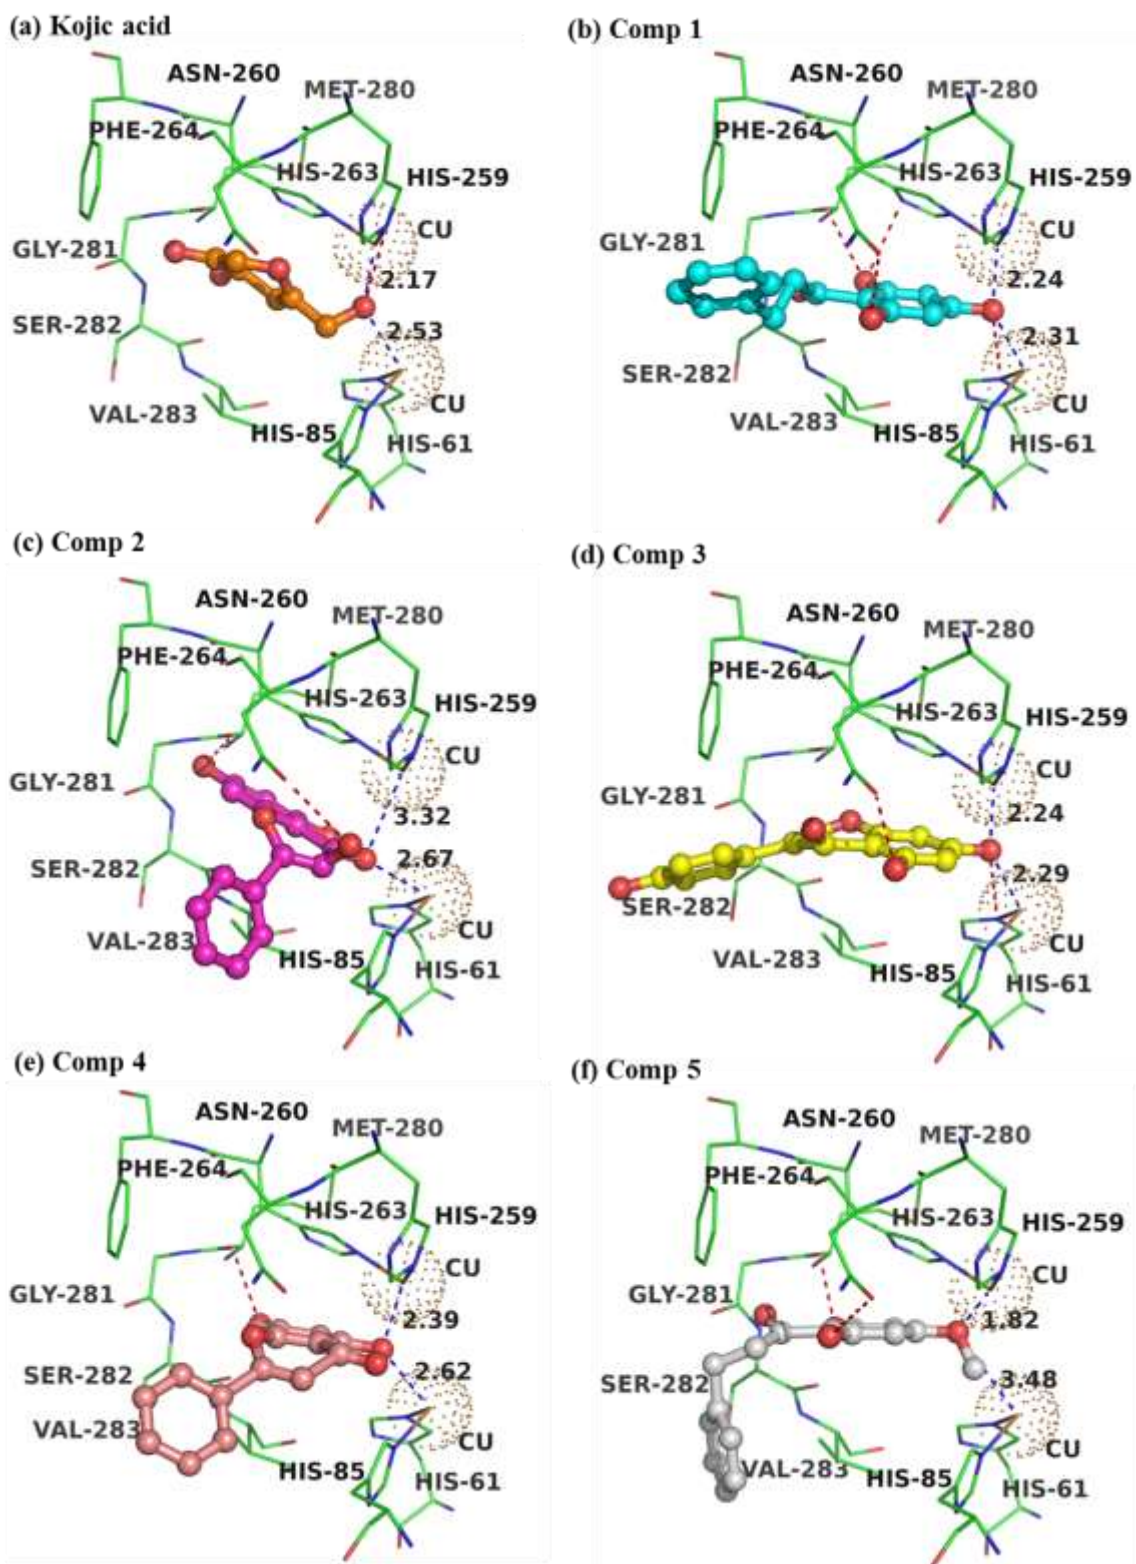 (a) Kojic acid
ASN-260
MET-280
PHE-264
HIS-263
HIS-259
CU
GLY-281
2.17
SER-282
2.53
CU
VAL-283
HIS-85
HIS-61
(b) Comp 1
ASN-260
MET-280
PHE-264
HIS-263
HIS-259
CU
GLY-281
2.24
2.31
SER-282
CU
VAL-283
HIS-85
HIS-61
(c) Comp 2
ASN-260
MET-280
PHE-264
HIS-263
HIS-259
CU
GLY-281
3.32
2.67
SER-282
CU
VAL-283
HIS-85
HIS-61
(d) Comp 3
ASN-260
MET-280
PHE-264
HIS-263
HIS-259
CU
GLY-281
2.24
2.29
SER-282
CU
VAL-283
HIS-85
HIS-61
(e) Comp 4
ASN-260
MET-280
PHE-264
HIS-263
HIS-259
CU
GLY-281
2.39
2.62
SER-282
VAL-283
CU
HIS-85
HIS-61
(f) Comp 5
ASN-260
MET-280
PHE-264
HIS-263
HIS-259
CU
GLY-281
1.82
3.48
SER-282
CU
VAL-283
HIS-85
HIS-61